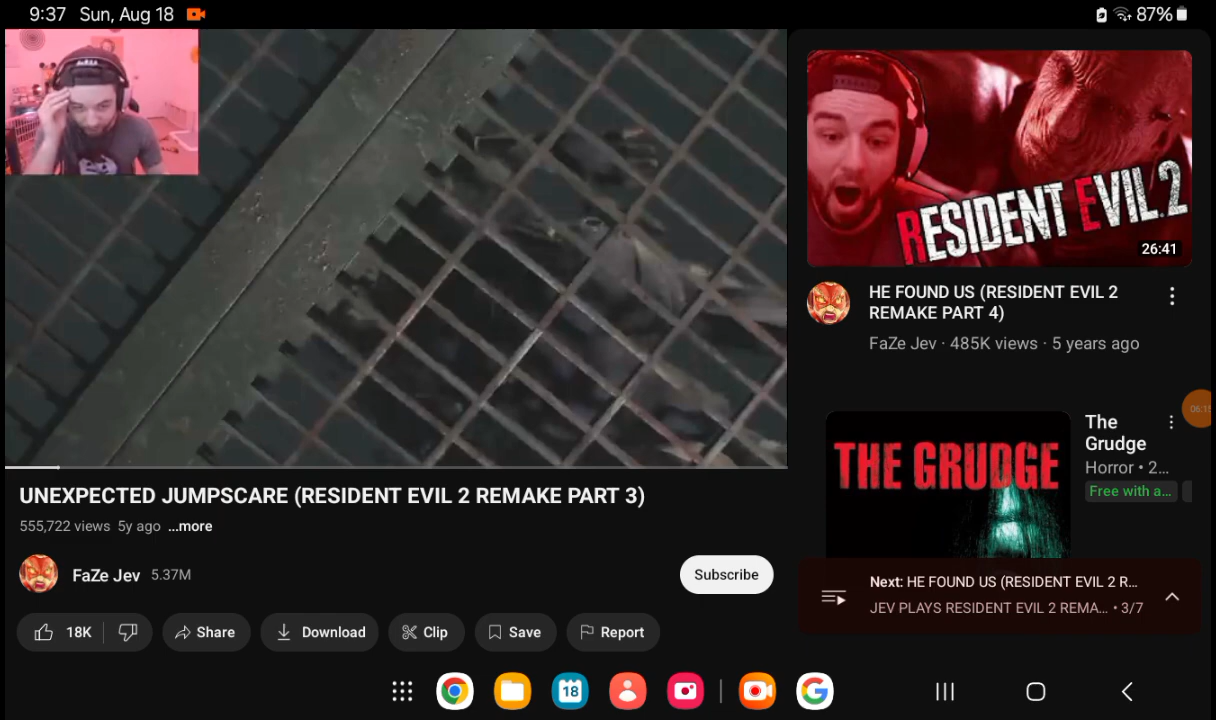 9:37 Sun, Aug 18
87%
RESIDENT EVIL.2
26:41
HE FOUND US (RESIDENT EVIL 2
REMAKE PART 4)
FaZe Jev · 485K views · 5 years ago
THE GRUDGE
The
Grudge
Horror • 2...
Free with a...
06:15
UNEXPECTED JUMPSCARE (RESIDENT EVIL 2 REMAKE PART 3)
555,722 views 5y ago ...more
FaZe Jev 5.37M
Subscribe
Next: HE FOUND US (RESIDENT EVIL 2 R...
JEV PLAYS RESIDENT EVIL 2 REMA... • 3/7
18K
Share
Download
Clip
Save
Report
18